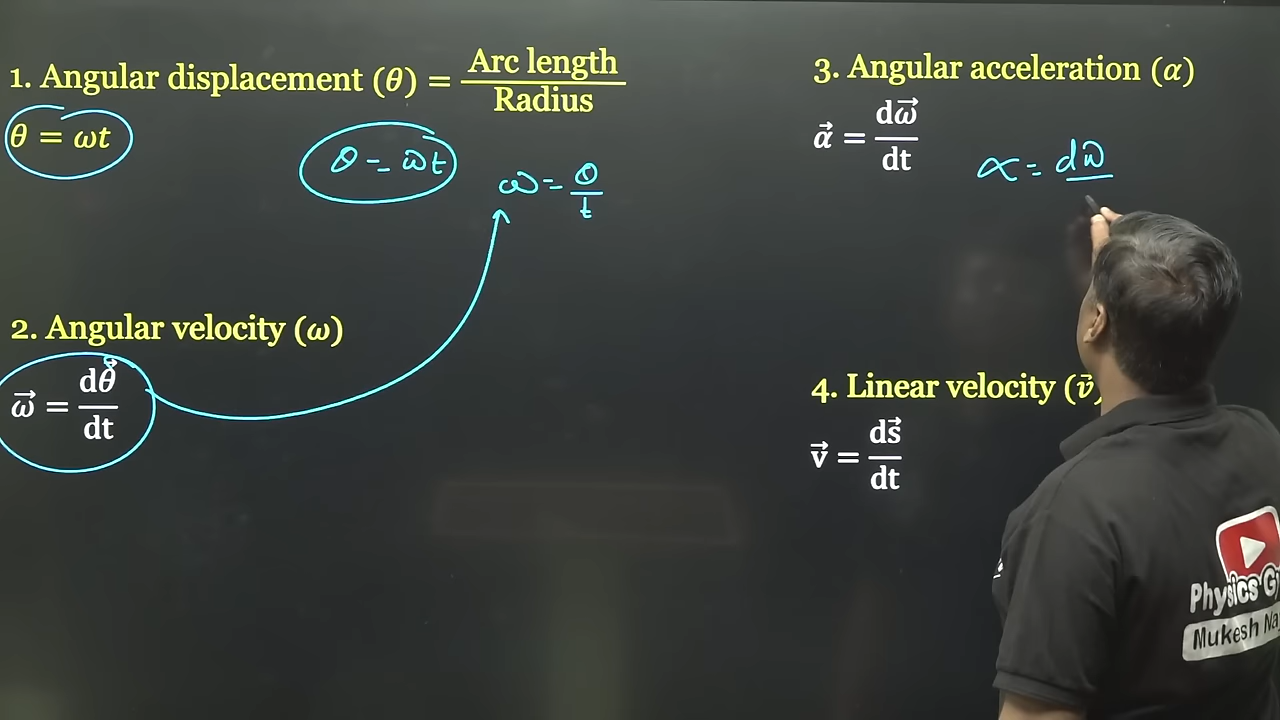 1. Angular displacement (θ) = Arc length / Radius
θ = ωt
θ = ωt
ω = θ / t
2. Angular velocity (ω)
ω⃗ = dθ⃗ / dt
3. Angular acceleration (α)
α⃗ = dω⃗ / dt
α = dω
4. Linear velocity (v⃗)
v⃗ = ds⃗ / dt
Physics
Mukesh